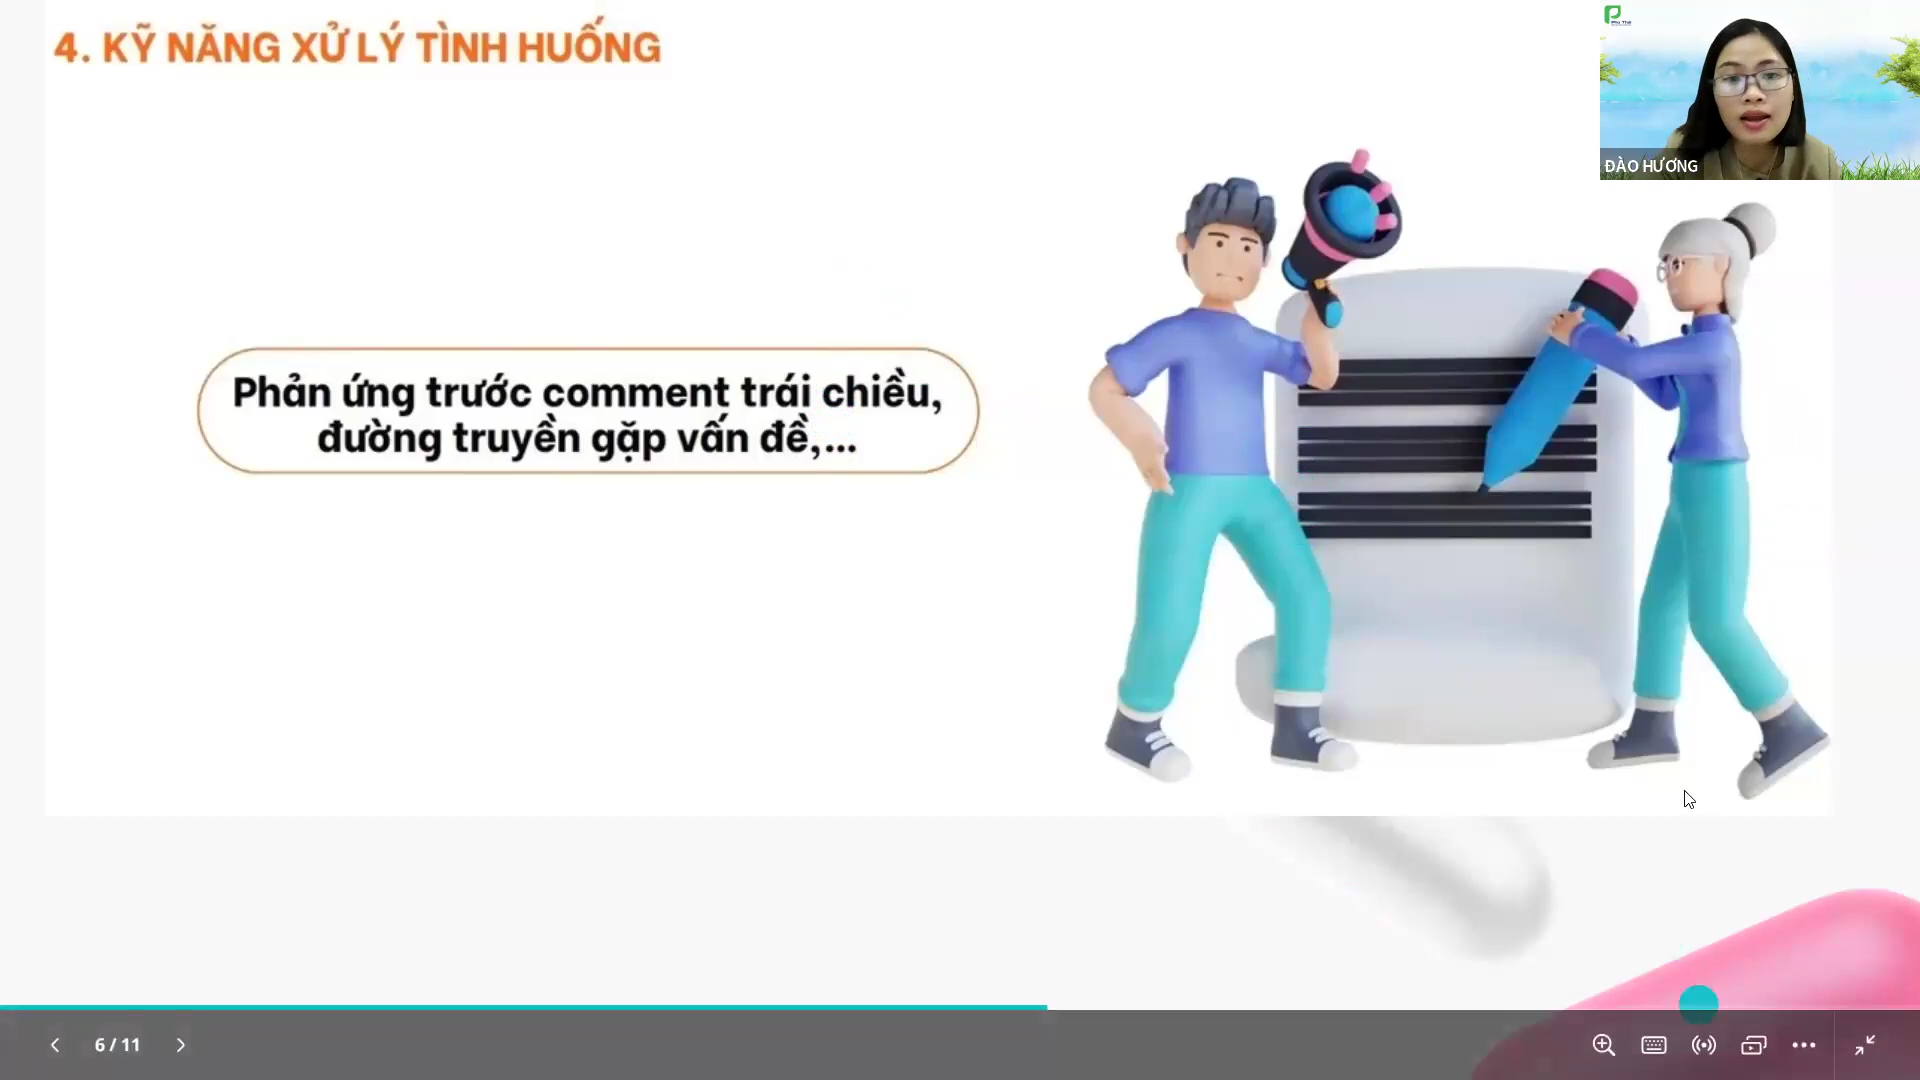 4. KỸ NĂNG XỬ LÝ TÌNH HUỐNG
ĐÀO HƯƠNG
Phản ứng trước comment trái chiều,
đường truyền gặp vấn đề,...
6 / 11